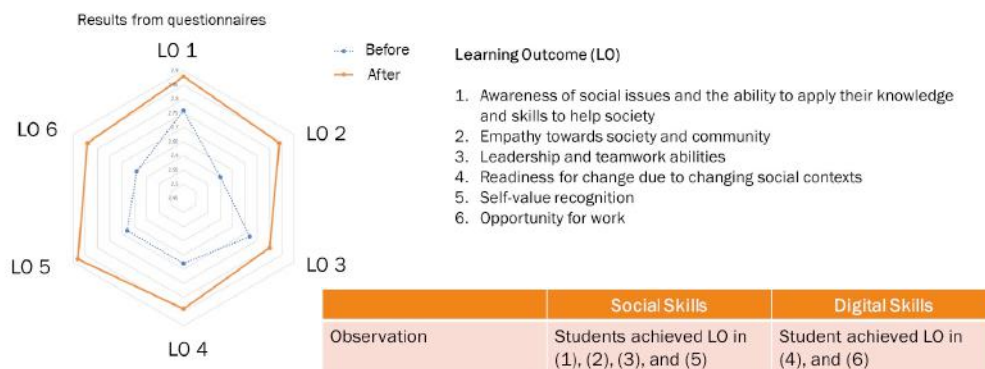 Results from questionnaires
LO 1
Before
After
LO 6
LO 2
LO 5
LO 3
LO 4
Learning Outcome (LO)
1. Awareness of social issues and the ability to apply their knowledge
and skills to help society
2. Empathy towards society and community
3. Leadership and teamwork abilities
4. Readiness for change due to changing social contexts
5. Self-value recognition
6. Opportunity for work
Social Skills
Digital Skills
Observation
Students achieved LO in
(1), (2), (3), and (5)
Student achieved LO in
(4), and (6)